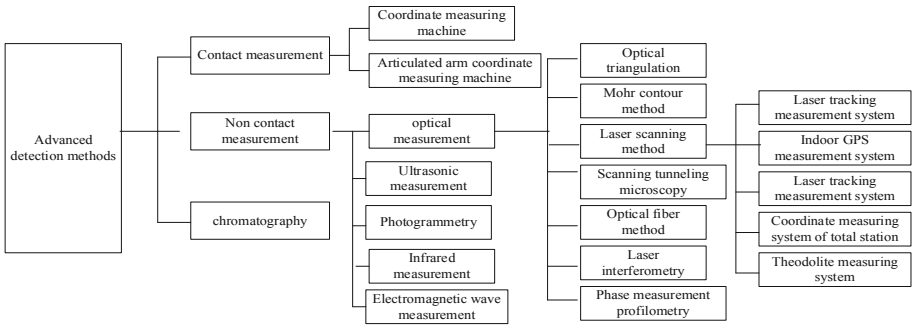 Advanced
detection methods
Contact measurement
Non contact
measurement
chromatography
Coordinate measuring
machine
Articulated arm coordinate
measuring machine
optical
measurement
Ultrasonic
measurement
Photogrammetry
Infrared
measurement
Electromagnetic wave
measurement
Optical
triangulation
Mohr contour
method
Laser scanning
method
Scanning tunneling
microscopy
Optical fiber
method
Laser
interferometry
Phase measurement
profilometry
Laser tracking
measurement system
Indoor GPS
measurement system
Laser tracking
measurement system
Coordinate measuring
system of total station
Theodolite measuring
system